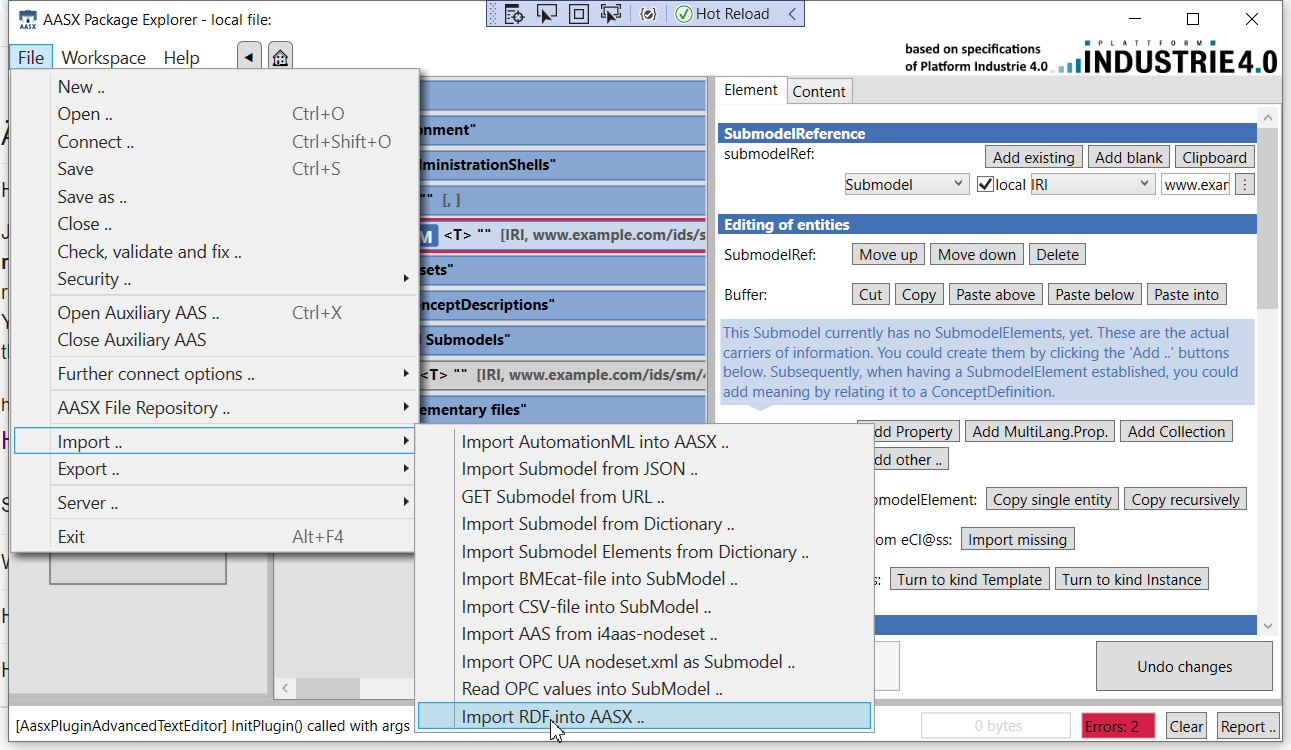 AASX Package Explorer - local file:
Hot Reload
File Workspace Help
based on specifications
of Platform Industrie 4.0
PLATTFORM
INDUSTRIE4.0
New ..
Open .. Ctrl+O
Connect .. Ctrl+Shift+O
Save Ctrl+S
Save as ..
Close ..
Check, validate and fix ..
Security ..
Open Auxiliary AAS .. Ctrl+X
Close Auxiliary AAS
Further connect options ..
AASX File Repository ..
Import ..
Export ..
Server ..
Exit Alt+F4
onment"
ministrationShells"
"" [, ]
M <T> "" [IRI, www.example.com/ids/s
sets"
nceptDescriptions"
Submodels"
<T> "" [IRI, www.example.com/ids/sm/4
ementary files"
Import AutomationML into AASX ..
Import Submodel from JSON ..
GET Submodel from URL ..
Import Submodel from Dictionary ..
Import Submodel Elements from Dictionary ..
Import BMEcat-file into SubModel ..
Import CSV-file into SubModel ..
Import AAS from i4aas-nodeset ..
Import OPC UA nodeset.xml as Submodel ..
Read OPC values into SubModel ..
Import RDF into AASX ..
Element Content
SubmodelReference
submodelRef: Add existing Add blank Clipboard
Submodel local IRI www.exar
Editing of entities
SubmodelRef: Move up Move down Delete
Buffer: Cut Copy Paste above Paste below Paste into
This Submodel currently has no SubmodelElements, yet. These are the actual
carriers of information. You could create them by clicking the 'Add ..' buttons
below. Subsequently, when having a SubmodelElement established, you could
add meaning by relating it to a ConceptDefinition.
dd Property Add MultiLang.Prop. Add Collection
dd other ..
omodelElement: Copy single entity Copy recursively
om eCl@ss: Import missing
s: Turn to kind Template Turn to kind Instance
Undo changes
[AasxPluginAdvancedTextEditor] InitPlugin() called with args
0 bytes Errors: 2 Clear Report ..